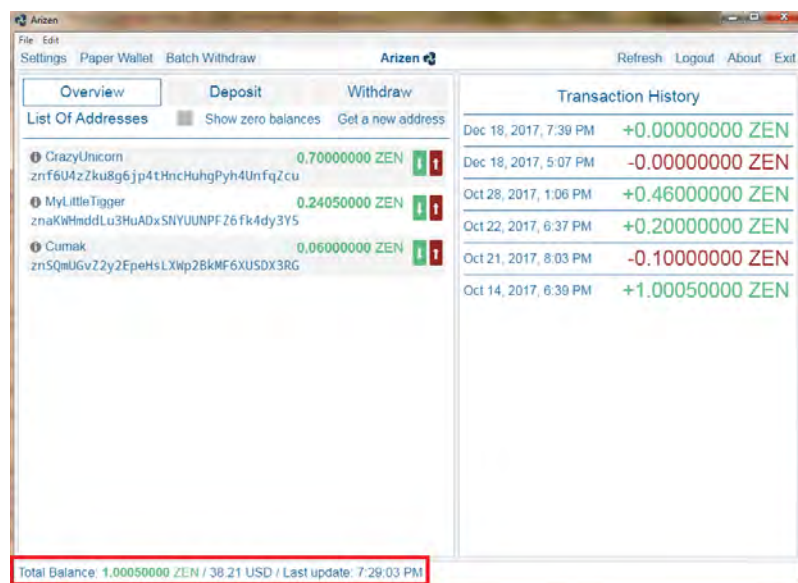 Arizen
File Edit
Settings Paper Wallet Batch Withdraw Arizen Refresh Logout About Exit
Overview Deposit Withdraw
List Of Addresses Show zero balances Get a new address
CrazyUnicorn 0.70000000 ZEN
znf6U4zZku8g6jp4tHncHuhgPyh4UnfqZcu
MyLittleTigger 0.24050000 ZEN
znaKWHmddLu3HuADxSNYUUNPFZ6fk4dy3Y5
Cumak 0.06000000 ZEN
znSQmUGvZ2y2EpeHsLXWp2BkMF6XUSDX3RG
Transaction History
Dec 18, 2017, 7:39 PM +0.00000000 ZEN
Dec 18, 2017, 5:07 PM -0.00000000 ZEN
Oct 28, 2017, 1:06 PM +0.46000000 ZEN
Oct 22, 2017, 6:37 PM +0.20000000 ZEN
Oct 21, 2017, 8:03 PM -0.10000000 ZEN
Oct 14, 2017, 6:39 PM +1.00050000 ZEN
Total Balance: 1.00050000 ZEN / 38.21 USD / Last update: 7:29:03 PM